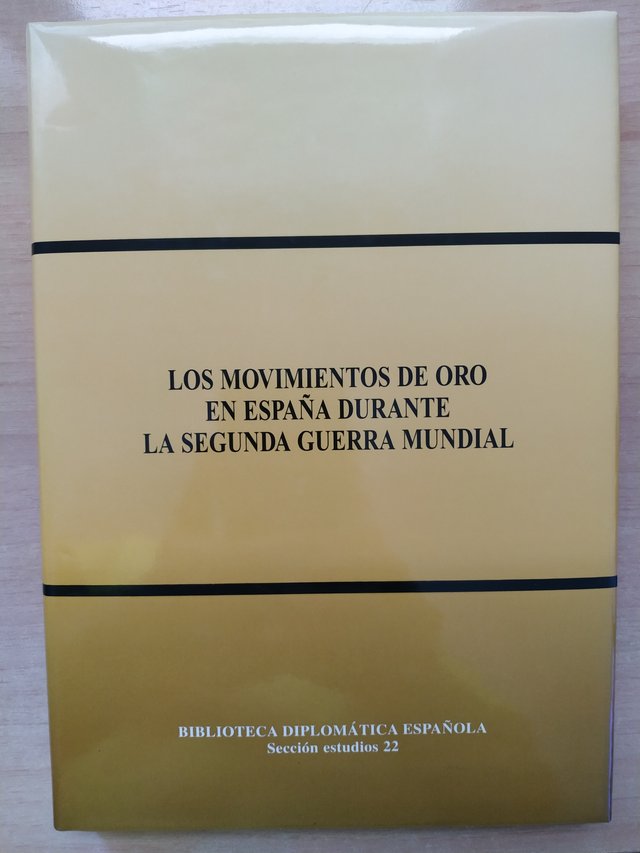 LOS MOVIMIENTOS DE ORO
EN ESPAÑA DURANTE
LA SEGUNDA GUERRA MUNDIAL
BIBLIOTECA DIPLOMÁTICA ESPAÑOLA
Sección estudios 22